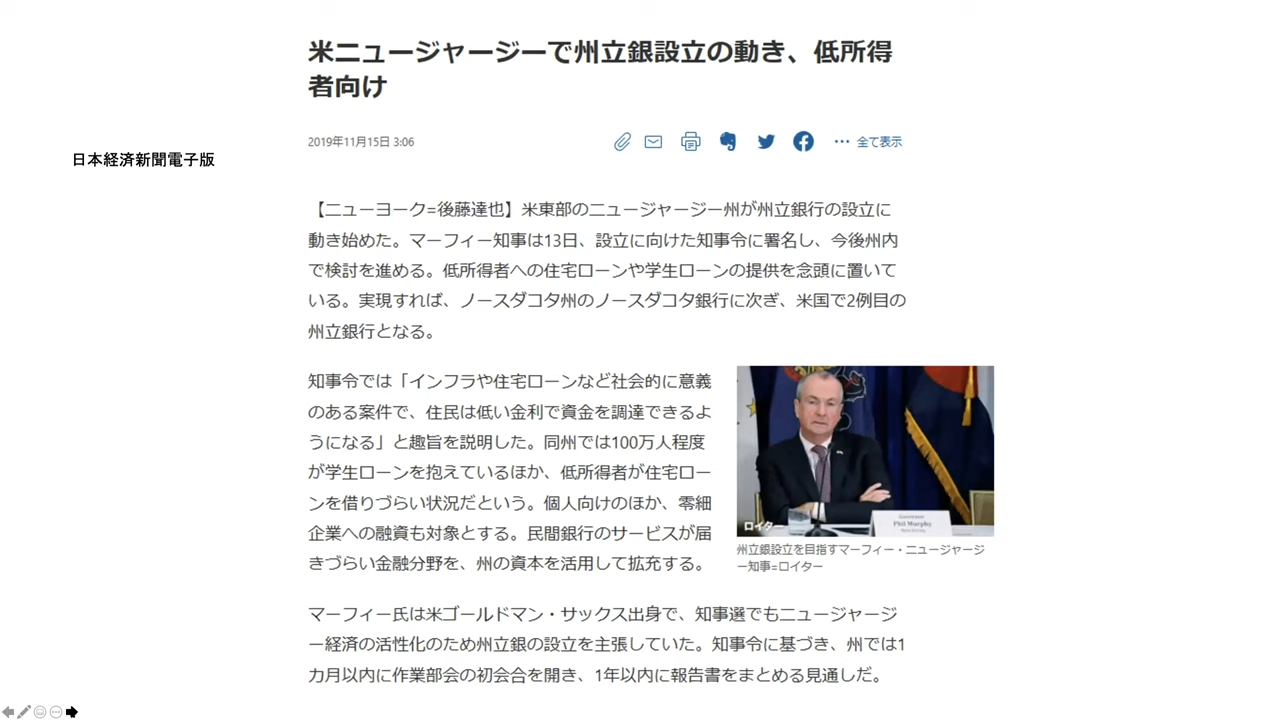 米ニュージャージーで州立銀設立の動き、低所得
者向け
2019年11月15日 3:06
全て表示
日本経済新聞電子版
【ニューヨーク=後藤達也】米東部のニュージャージー州が州立銀行の設立に
動き始めた。マーフィー知事は13日、設立に向けた知事令に署名し、今後州内
で検討を進める。低所得者への住宅ローンや学生ローンの提供を念頭に置いて
いる。実現すれば、ノースダコタ州のノースダコタ銀行に次ぎ、米国で2例目の
州立銀行となる。
知事令では「インフラや住宅ローンなど社会的に意義
のある案件で、住民は低い金利で資金を調達できるよ
うになる」と趣旨を説明した。同州では100万人程度
が学生ローンを抱えているほか、低所得者が住宅ロー
ンを借りづらい状況だという。個人向けのほか、零細
企業への融資も対象とする。民間銀行のサービスが届
きづらい金融分野を、州の資本を活用して拡充する。
Phil Murphy
ロイター
州立銀設立を目指すマーフィー・ニュージャージ
ー知事=ロイター
マーフィー氏は米ゴールドマン・サックス出身で、知事選でもニュージャージ
ー経済の活性化のため州立銀の設立を主張していた。知事令に基づき、州では1
カ月以内に作業部会の初会合を開き、1年以内に報告書をまとめる見通しだ。